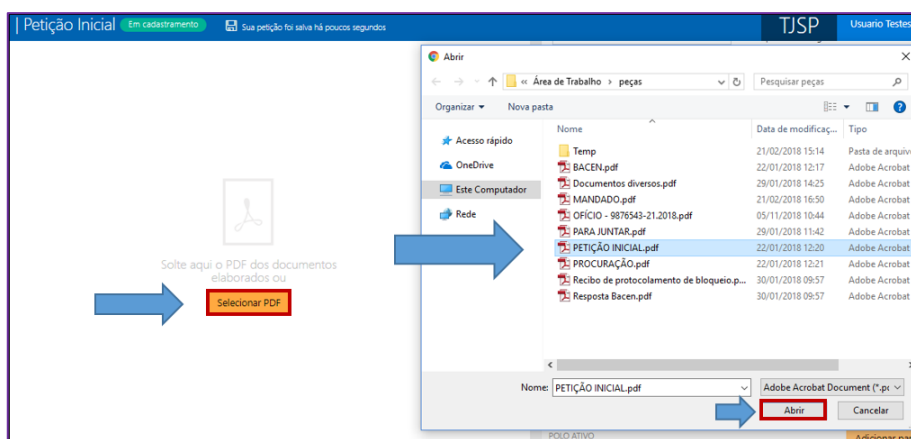 Petição Inicial Em cadastramento Sua petição foi salva há poucos segundos TJSP Usuario Testes
Abrir
« Área de Trabalho › peças Pesquisar peças
Organizar Nova pasta
Nome Data de modificaç... Tipo
Acesso rápido
OneDrive
Este Computador
Rede
Temp 21/02/2018 15:14 Pasta de arquiv
BACEN.pdf 22/01/2018 12:17 Adobe Acrobat
Documentos diversos.pdf 29/01/2018 14:25 Adobe Acrobat
MANDADO.pdf 21/02/2018 16:50 Adobe Acrobat
OFÍCIO - 9876543-21.2018.pdf 05/11/2018 10:44 Adobe Acrobat
PARA JUNTAR.pdf 29/01/2018 11:42 Adobe Acrobat
PETIÇÃO INICIAL.pdf 22/01/2018 12:20 Adobe Acrobat
PROCURAÇÃO.pdf 22/01/2018 12:21 Adobe Acrobat
Recibo de protocolamento de bloqueio.p... 30/01/2018 09:57 Adobe Acrobat
Resposta Bacen.pdf 30/01/2018 09:57 Adobe Acrobat
Solte aqui o PDF dos documentos
elaborados ou
Selecionar PDF
Nome: PETIÇÃO INICIAL.pdf Adobe Acrobat Document (*.pc
Abrir Cancelar
POLO ATIVO